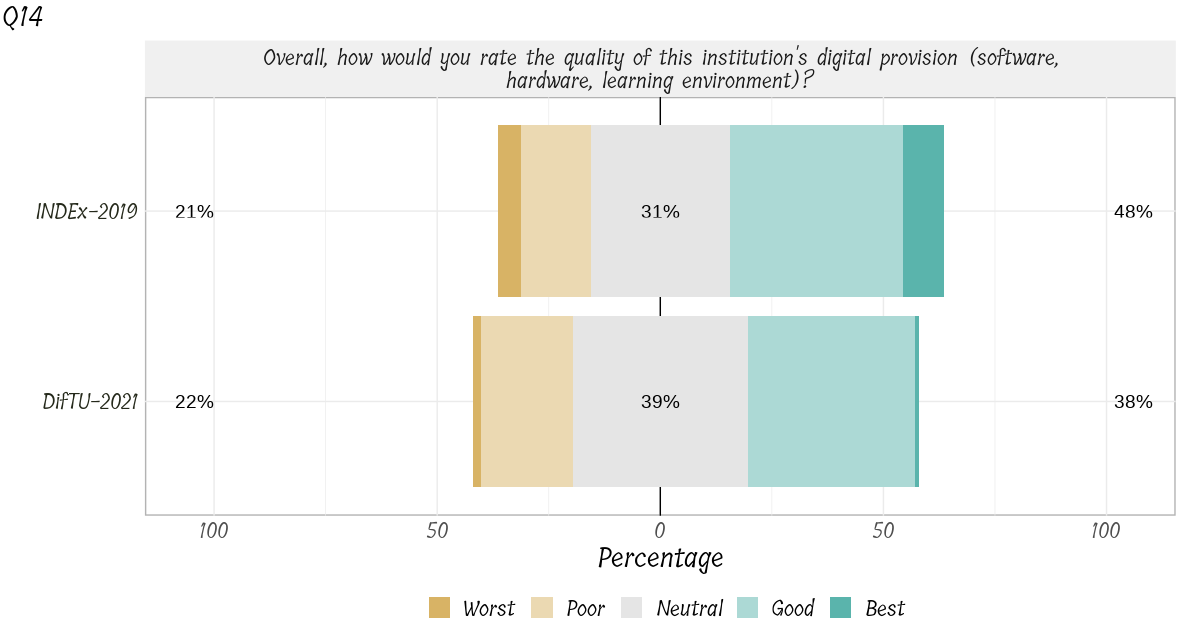 Q14
Overall, how would you rate the quality of this institution's digital provision (software,
hardware, learning environment)?
INDEx-2019 21% 31% 48%
DifTU-2021 22% 39% 38%
100 50 0 50 100
Percentage
Worst Poor Neutral Good Best